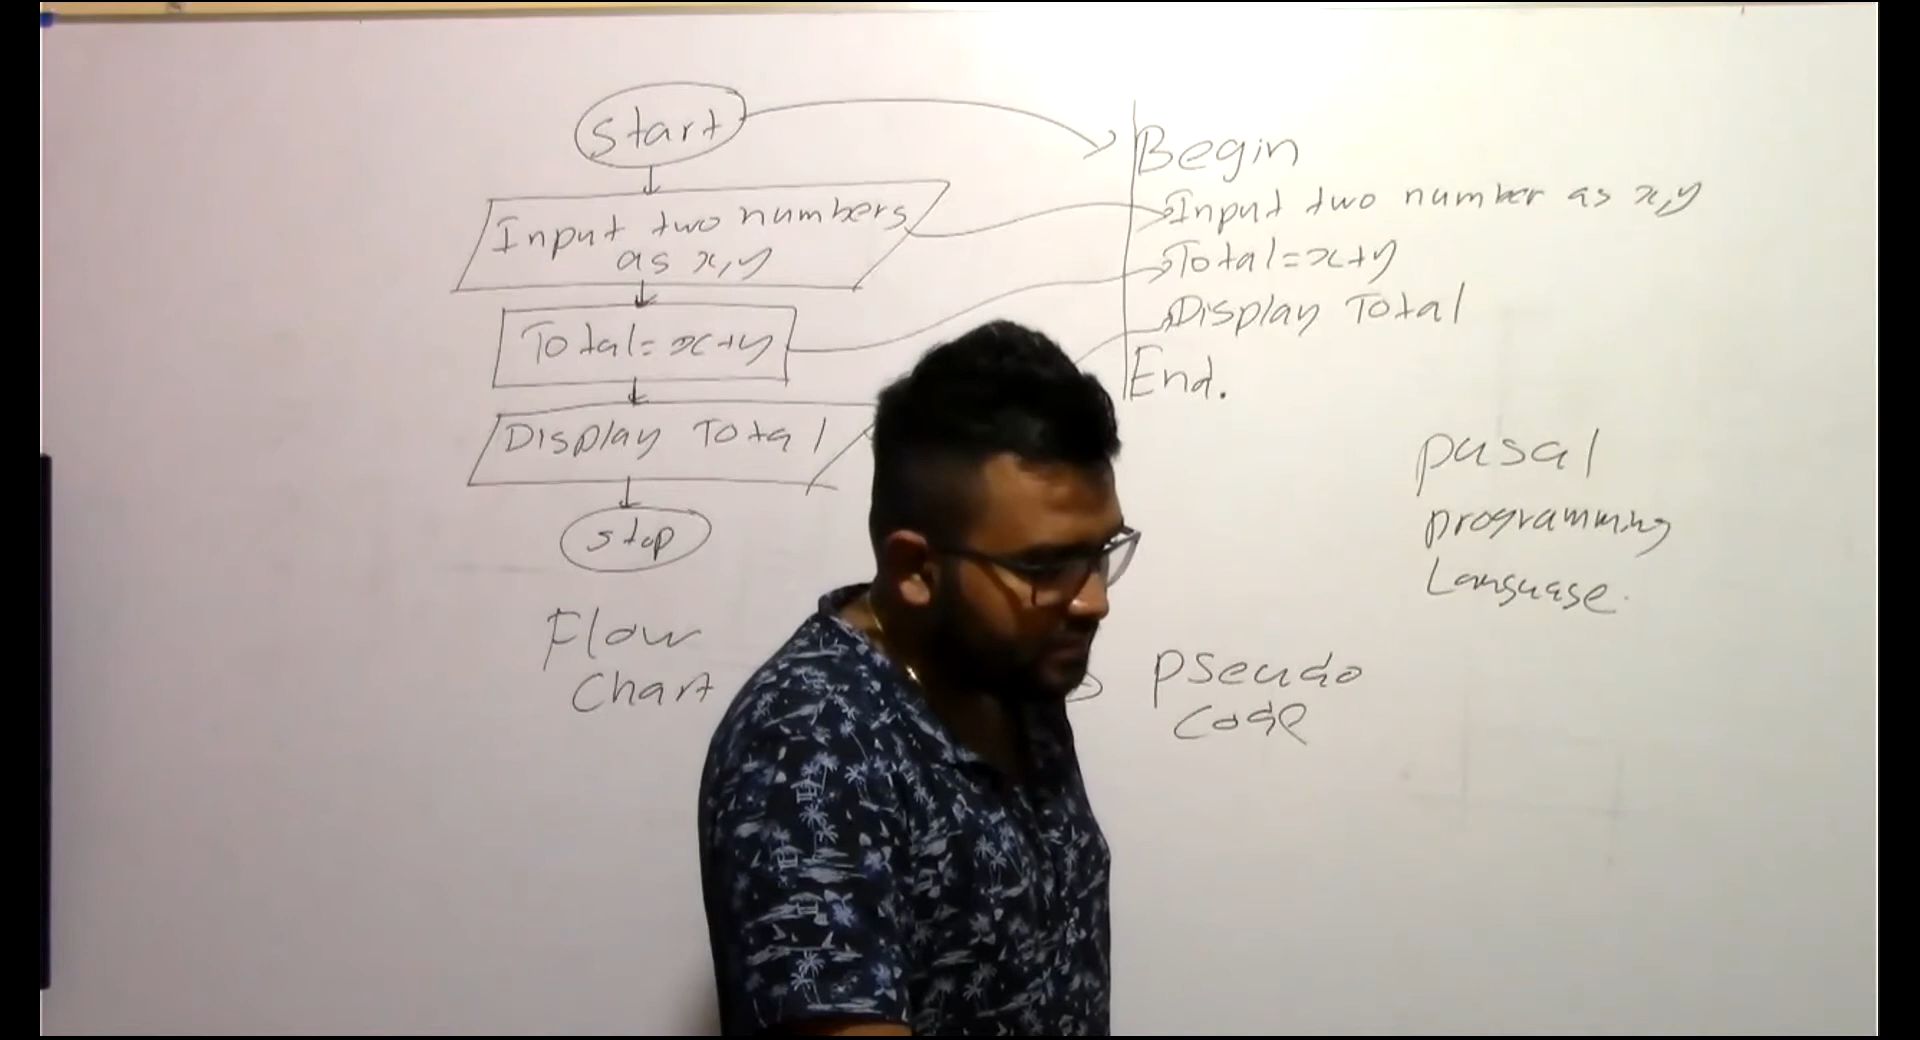 Start
Input two numbers
as x,y
Total=x+y
Display Total
stop
Flow
Chart
Begin
Input two number as x,y
Total=x+y
Display Total
End.
pasal
programming
Language.
Pseudo
code